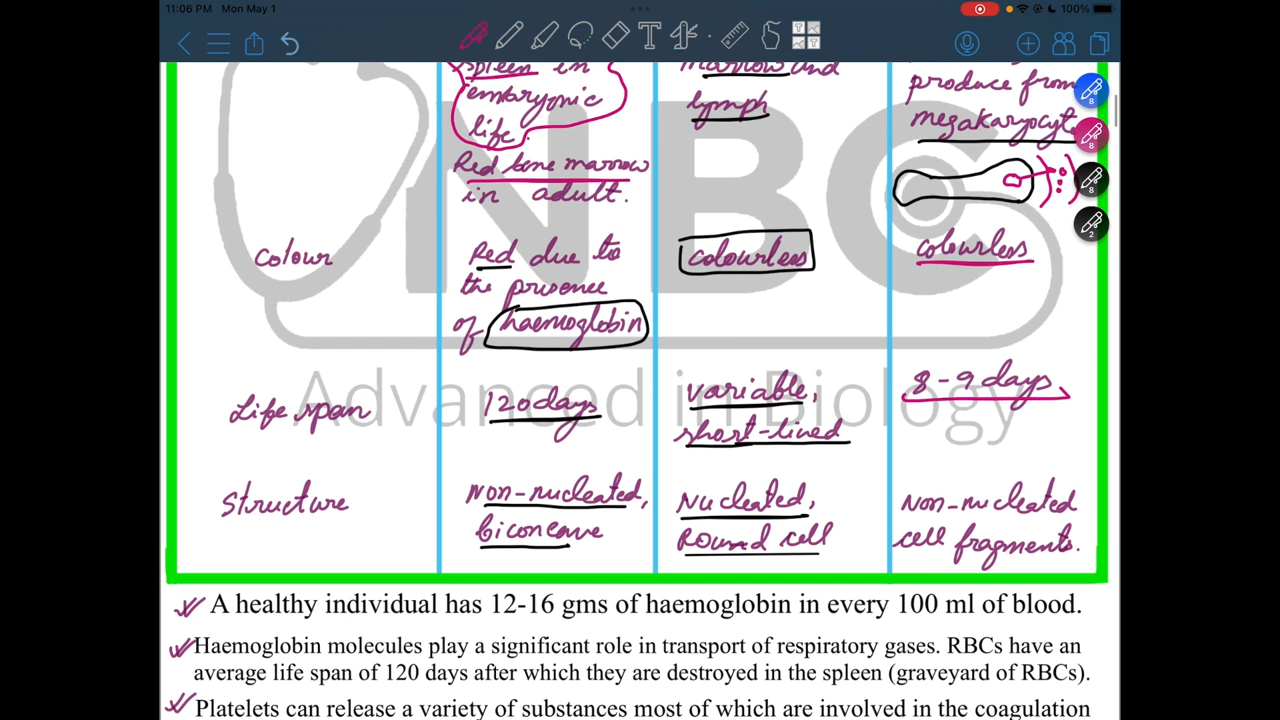 11:06 PM Mon May 1
100%
spleen in
embryonic
life.
Red bone marrow
in adult.
marrow and
lymph
produce from
megakaryocyte
Colour
Red due to
the presence
of haemoglobin
colourless
colourless
Life span
120days
variable,
short-lined
8-9 days
Structure
Non-nucleated,
biconcave
Nucleated,
Round cell
Non-nucleated
cell fragments.
NBC
Advanced in Biology
A healthy individual has 12-16 gms of haemoglobin in every 100 ml of blood.
Haemoglobin molecules play a significant role in transport of respiratory gases. RBCs have an
average life span of 120 days after which they are destroyed in the spleen (graveyard of RBCs).
Platelets can release a variety of substances most of which are involved in the coagulation